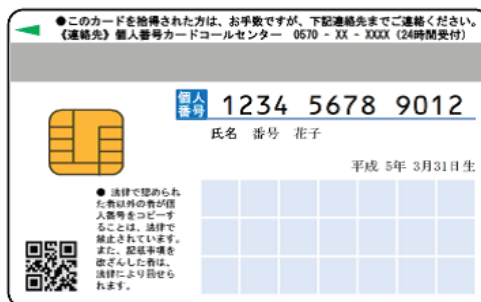 ●このカードを拾得された方は、お手数ですが、下記連絡先までご連絡ください。
《連絡先》個人番号カードコールセンター　0570 - XX - XXXX（24時間受付）
個人番号 1234 5678 9012
氏名　番号　花子
平成 5年 3月31日生
● 法律で認められ
た者以外の者が個
人番号をコピーす
ることは、法律で
禁止されています。
また、記載事項を
改ざんした者は、
法律により罰せら
れます。